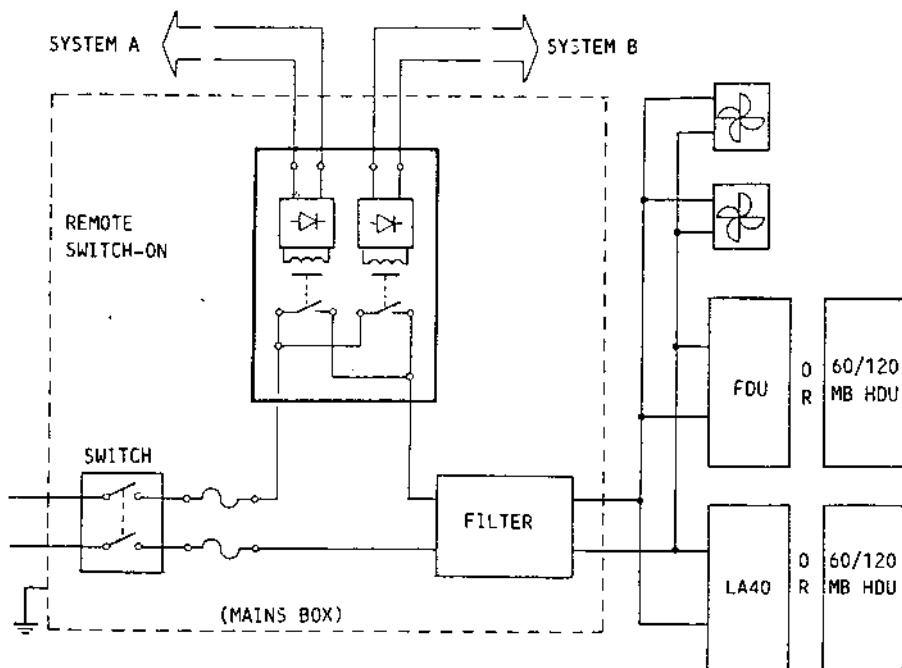 SYSTEM A
SYSTEM B
REMOTE
SWITCH-ON
SWITCH
FILTER
(MAINS BOX)
FDU
O
R
60/120
MB HDU
LA40
O
R
60/120
MB HDU